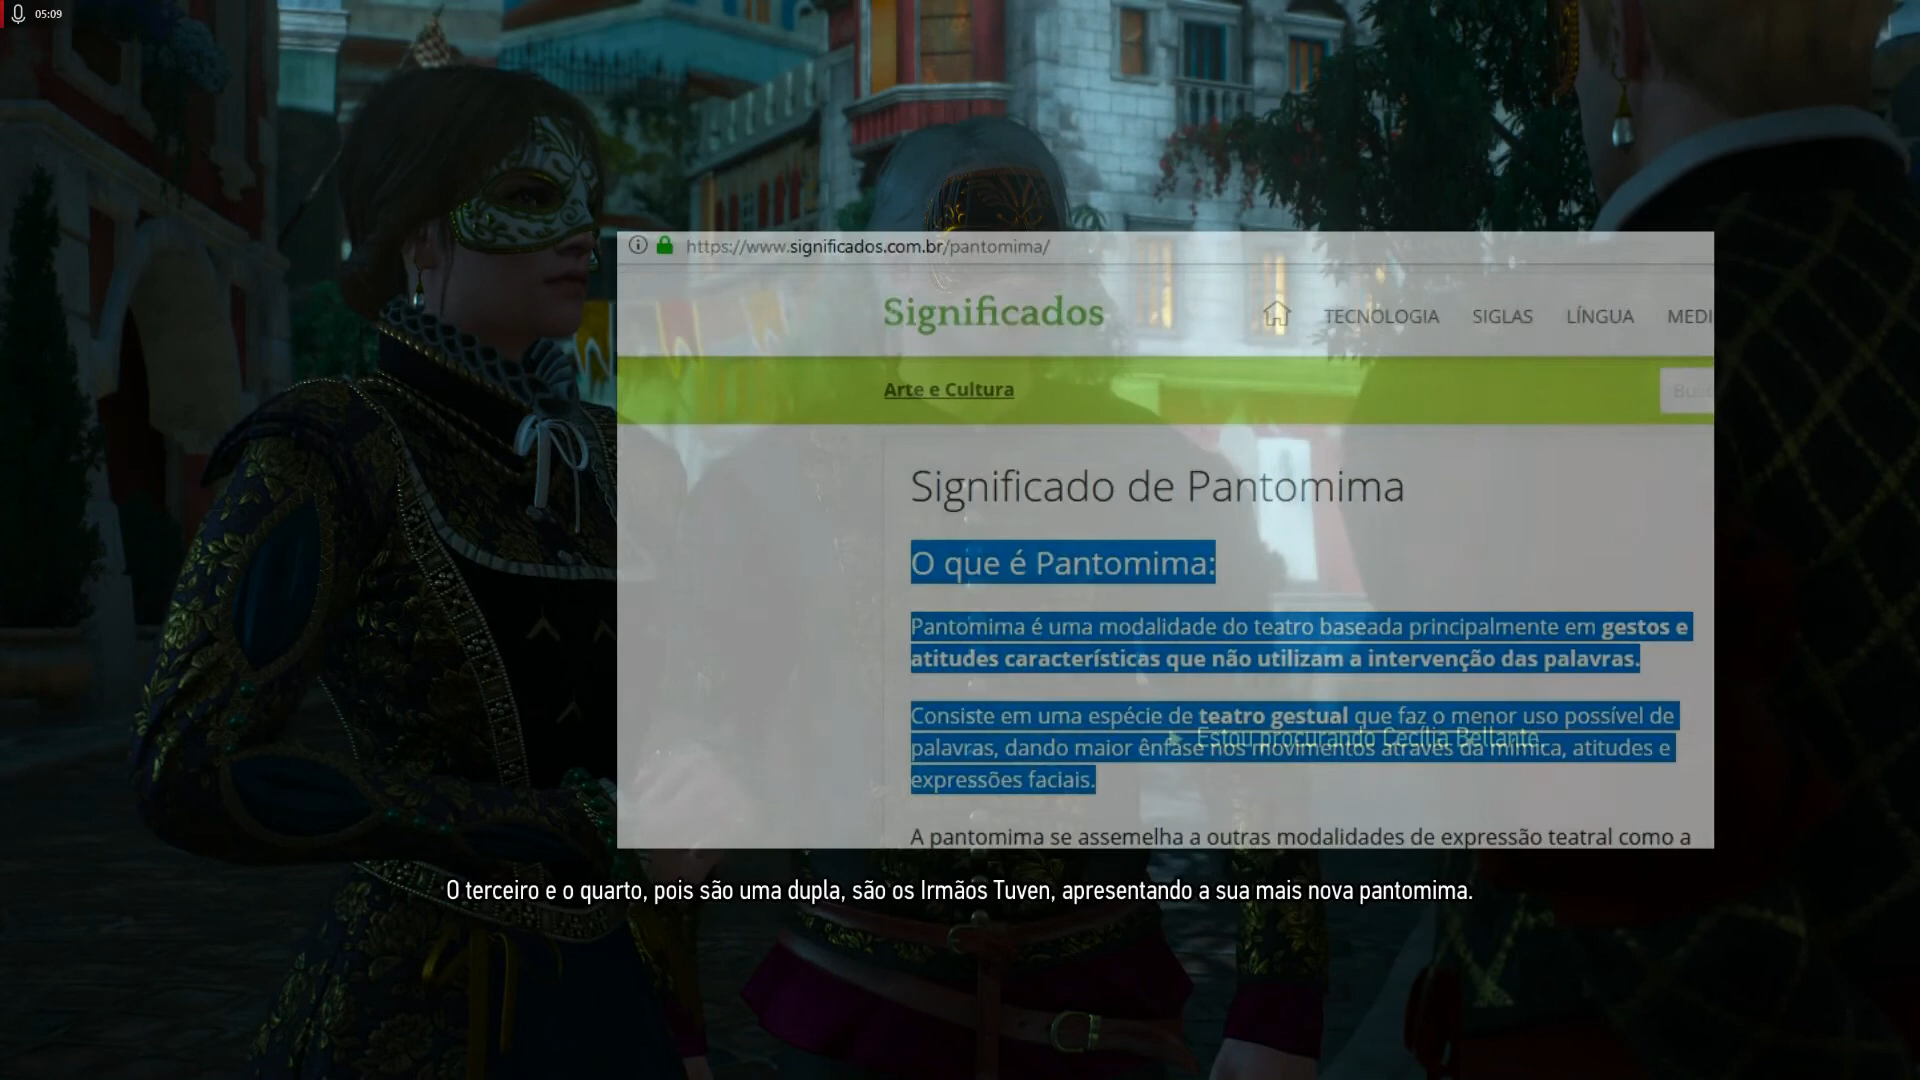 05:09
https://www.significados.com.br/pantomima/
Significados
TECNOLOGIA SIGLAS LÍNGUA MEDI
Arte e Cultura
Significado de Pantomima
O que é Pantomima:
Pantomima é uma modalidade do teatro baseada principalmente em gestos e
atitudes características que não utilizam a intervenção das palavras.
Consiste em uma espécie de teatro gestual que faz o menor uso possível de
Estou procurando Cecília Bellante.
palavras, dando maior ênfase nos movimentos através da mímica, atitudes e
expressões faciais.
A pantomima se assemelha a outras modalidades de expressão teatral como a
O terceiro e o quarto, pois são uma dupla, são os Irmãos Tuven, apresentando a sua mais nova pantomima.